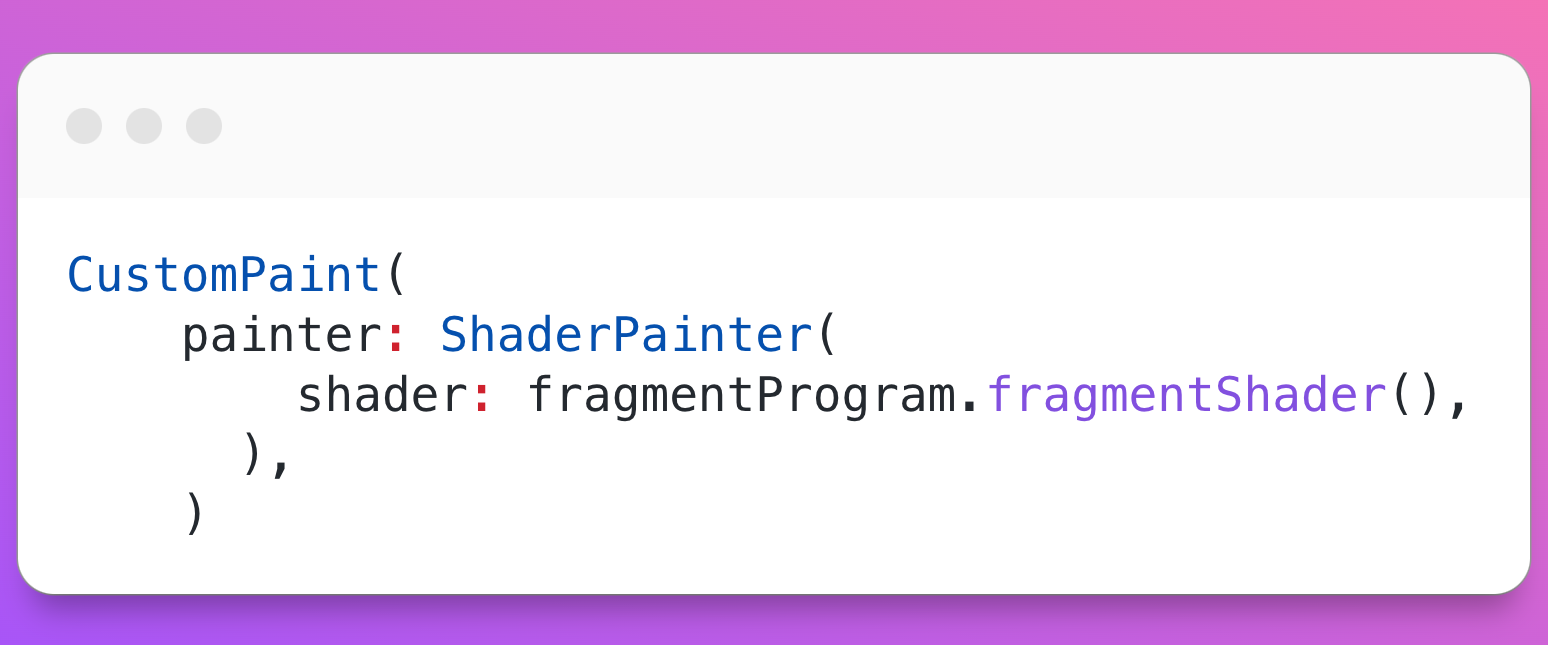 CustomPaint(
    painter: ShaderPainter(
        shader: fragmentProgram.fragmentShader(),
      ),
    )